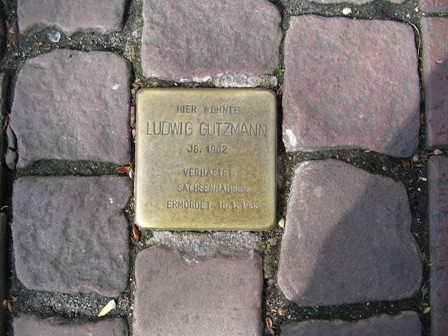 HIER WOHNTE
LUDWIG GUTZMANN
JG. 1902
VERHAFTET
SACHSENHAUSEN
ERMORDET